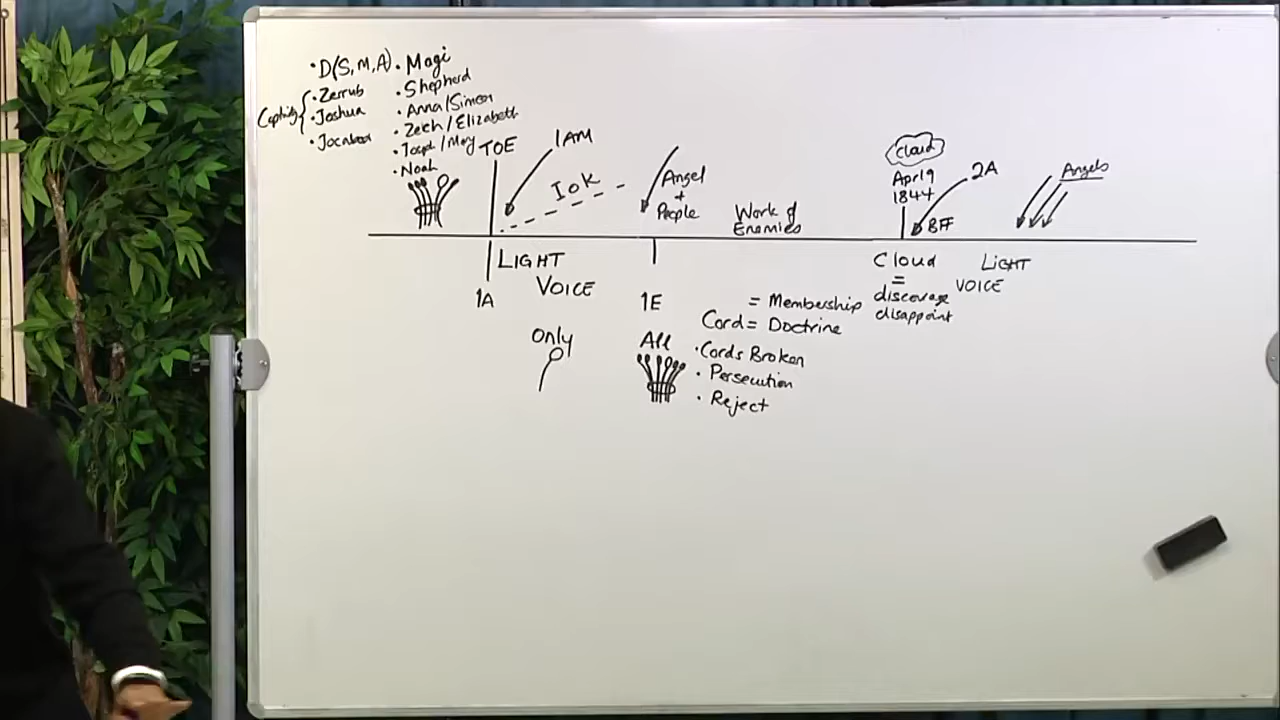 • D(S, M, A)
Captivity { • Zerrub
• Joshua
• Magi
• Shepherd
• Anna/Simeon
• Zech/Elizabeth
• Joseph/Mary
• Noah
TOE
1AM
IoK
Angel
+
People
Work of
Enemies
Cloud
April 19
1844
2A
BFF
Angels
LIGHT
VOICE
1A
1E
Only
All
= Membership
Cord = Doctrine
• Cords Broken
• Persecution
• Reject
Cloud
=
discourage
disappoint
LIGHT
VOICE